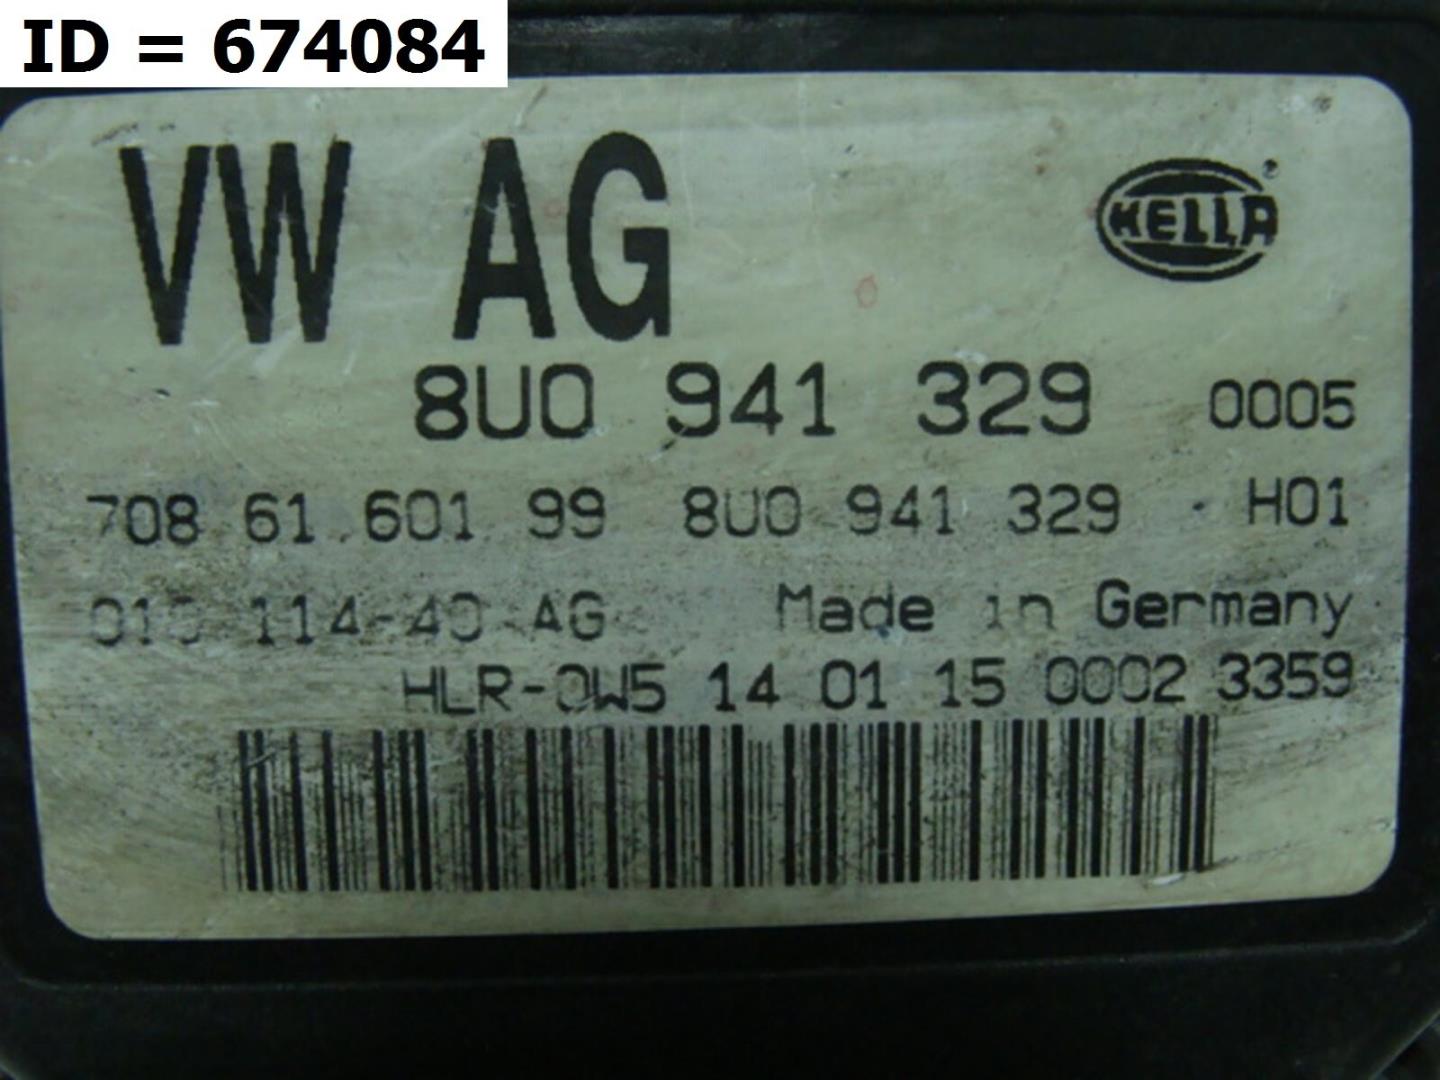 ID = 674084
VW AG
HELLA
8U0 941 329 0005
708 61 601 99 8U0 941 329 H01
114-40 AG Made in Germany
HLR-0W5 14 01 15 0002 3359